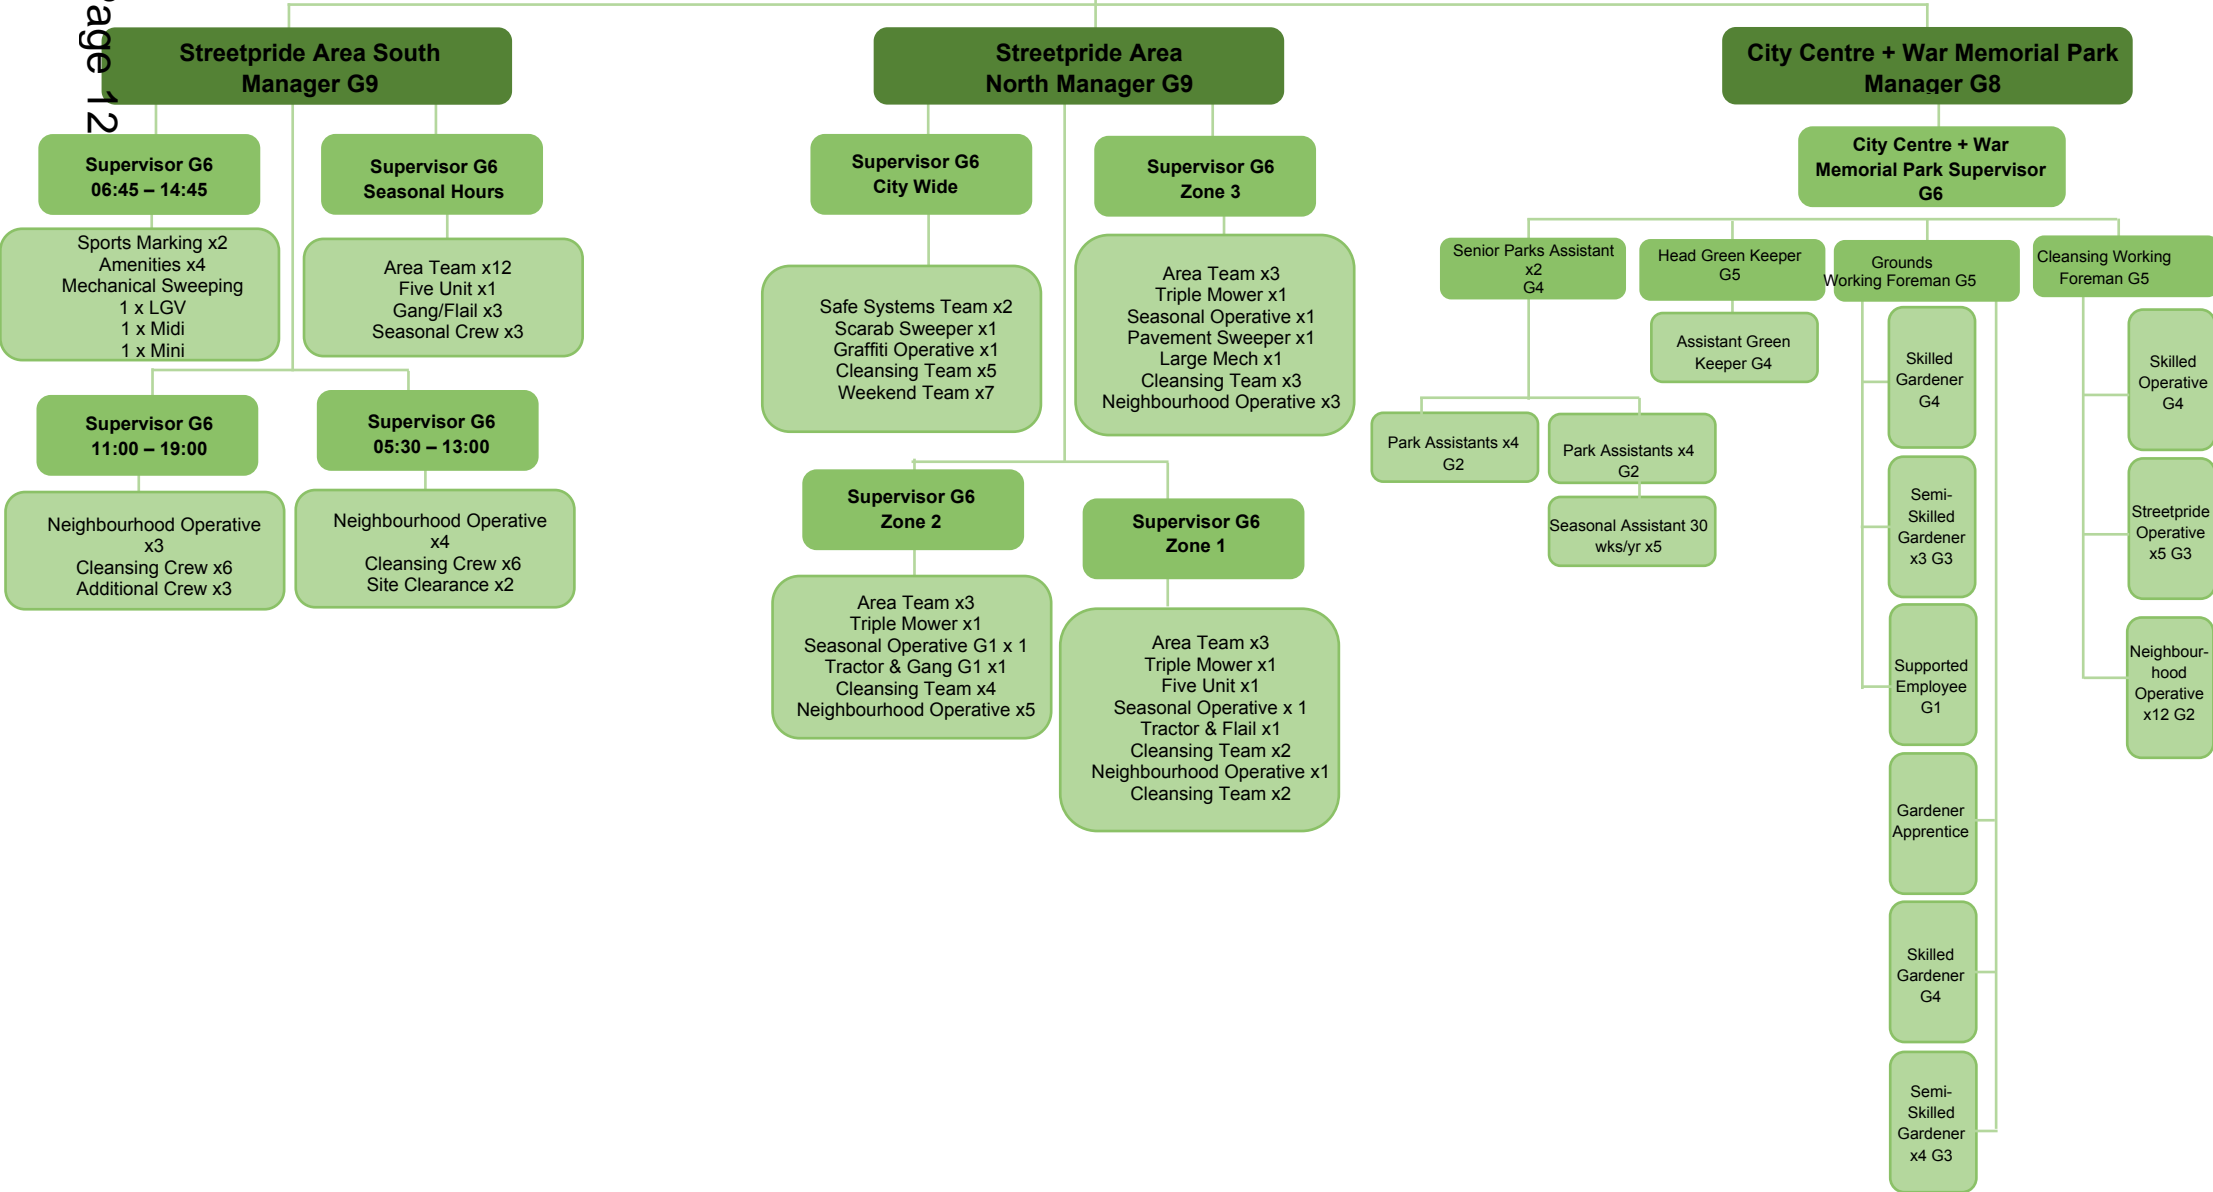 Page 12
Streetpride Area South
Manager G9
Supervisor G6
06:45 – 14:45
Sports Marking x2
Amenities x4
Mechanical Sweeping
1 x LGV
1 x Midi
1 x Mini
Supervisor G6
Seasonal Hours
Area Team x12
Five Unit x1
Gang/Flail x3
Seasonal Crew x3
Supervisor G6
11:00 – 19:00
Neighbourhood Operative
x3
Cleansing Crew x6
Additional Crew x3
Supervisor G6
05:30 – 13:00
Neighbourhood Operative
x4
Cleansing Crew x6
Site Clearance x2
Streetpride Area
North Manager G9
Supervisor G6
City Wide
Safe Systems Team x2
Scarab Sweeper x1
Graffiti Operative x1
Cleansing Team x5
Weekend Team x7
Supervisor G6
Zone 3
Area Team x3
Triple Mower x1
Seasonal Operative x1
Pavement Sweeper x1
Large Mech x1
Cleansing Team x3
Neighbourhood Operative x3
Supervisor G6
Zone 2
Area Team x3
Triple Mower x1
Seasonal Operative G1 x 1
Tractor & Gang G1 x1
Cleansing Team x4
Neighbourhood Operative x5
Supervisor G6
Zone 1
Area Team x3
Triple Mower x1
Five Unit x1
Seasonal Operative x 1
Tractor & Flail x1
Cleansing Team x2
Neighbourhood Operative x1
Cleansing Team x2
City Centre + War Memorial Park
Manager G8
City Centre + War
Memorial Park Supervisor
G6
Senior Parks Assistant
x2
G4
Park Assistants x4
G2
Park Assistants x4
G2
Seasonal Assistant 30
wks/yr x5
Head Green Keeper
G5
Assistant Green
Keeper G4
Grounds
Working Foreman G5
Skilled
Gardener
G4
Semi-
Skilled
Gardener
x3 G3
Supported
Employee
G1
Gardener
Apprentice
Skilled
Gardener
G4
Semi-
Skilled
Gardener
x4 G3
Cleansing Working
Foreman G5
Skilled
Operative
G4
Streetpride
Operative
x5 G3
Neighbour-
hood
Operative
x12 G2